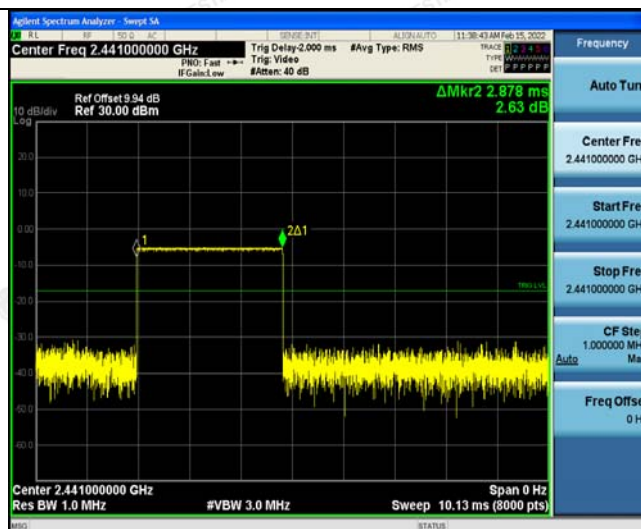 Agilent Spectrum Analyzer - Swept SA
RL RF 50 Ω AC SENSE:INT ALIGNAUTO 11:38:43 AM Feb 15, 2022
Center Freq 2.441000000 GHz
PNO: Fast
IFGain:Low
Trig Delay-2.000 ms
Trig: Video
#Atten: 40 dB
#Avg Type: RMS
TRACE 1 2 3 4 5 6
TYPE WWWWWW
DET P P P P P P
Frequency
Ref Offset 9.94 dB
10 dB/div Ref 30.00 dBm
Log
ΔMkr2 2.878 ms
2.63 dB
20.0
10.0
0.00
-10.0
-20.0
-30.0
-40.0
-50.0
-60.0
1
2Δ1
TRIG LVL
Center 2.441000000 GHz
Span 0 Hz
Res BW 1.0 MHz #VBW 3.0 MHz Sweep 10.13 ms (8000 pts)
MSG STATUS
Auto Tun
Center Fre
2.441000000 GH
Start Fre
2.441000000 GH
Stop Fre
2.441000000 GH
CF Step
1.000000 MH
Auto Ma
Freq Offse
0 H